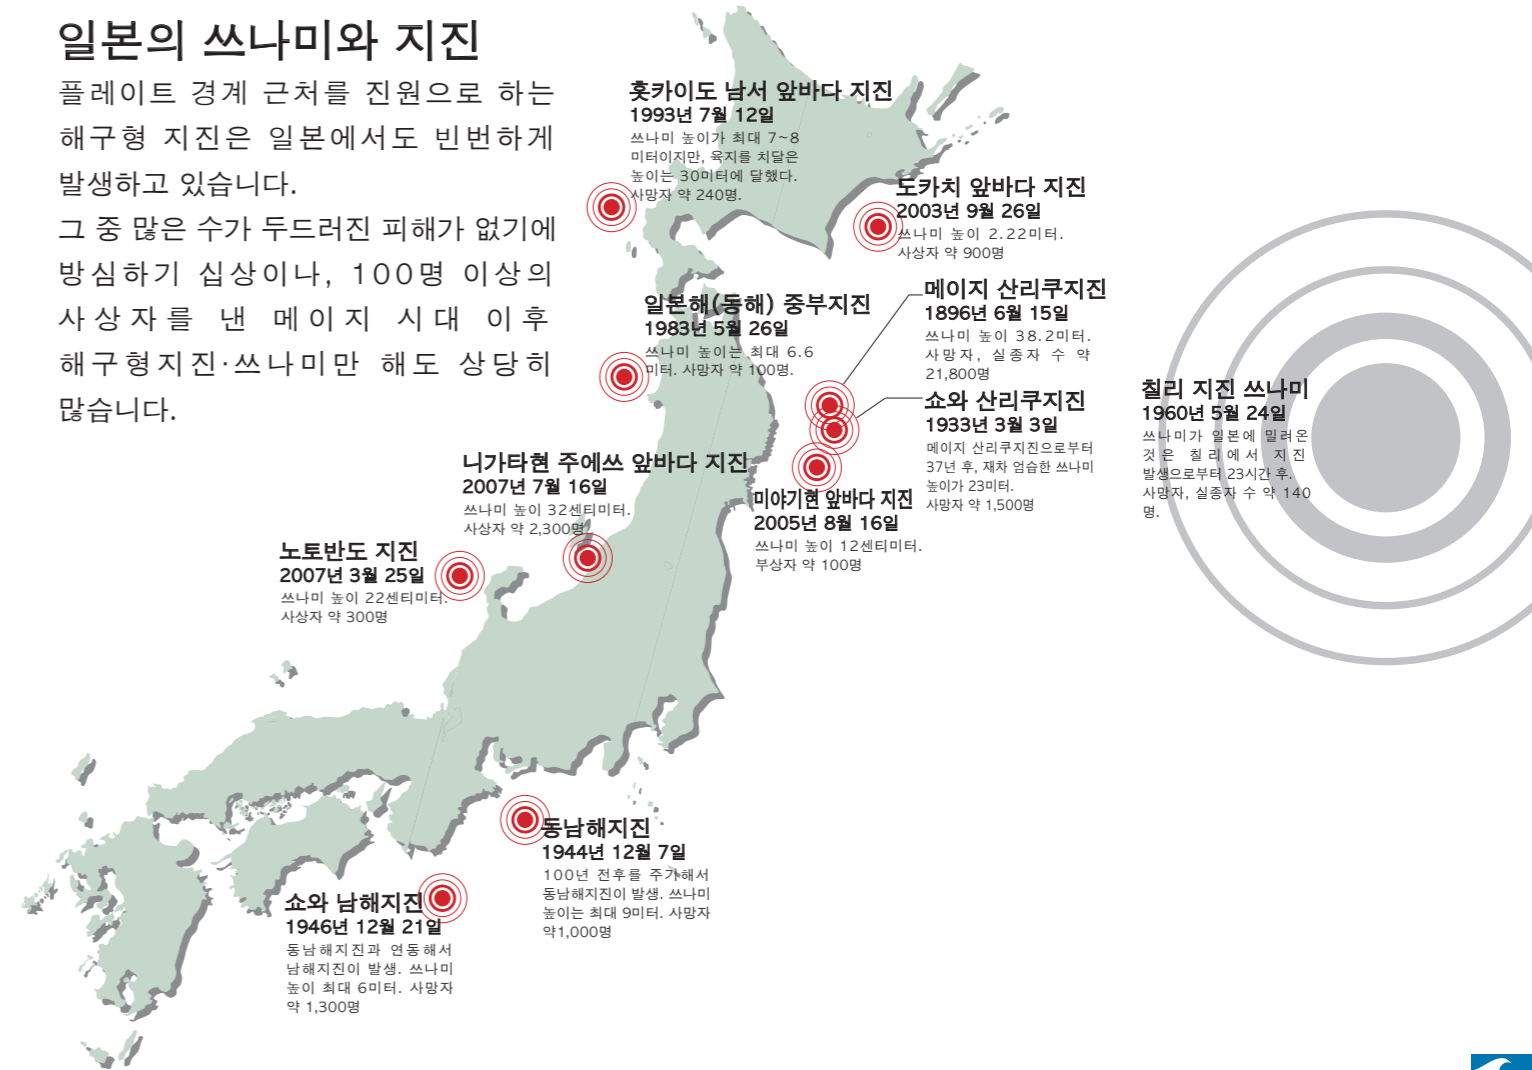 일본의 쓰나미와 지진
플레이트 경계 근처를 진원으로 하는
해구형 지진은 일본에서도 빈번하게
발생하고 있습니다.
그 중 많은 수가 두드러진 피해가 없기에
방심하기 십상이나, 100명 이상의
사상자를 낸 메이지 시대 이후
해구형지진·쓰나미만 해도 상당히
많습니다.
홋카이도 남서 앞바다 지진
1993년 7월 12일
쓰나미 높이가 최대 7~8
미터이지만, 육지를 치달은
높이는 30미터에 달했다.
사망자 약 240명.
도카치 앞바다 지진
2003년 9월 26일
쓰나미 높이 2.22미터.
사상자 약 900명
일본해(동해) 중부지진
1983년 5월 26일
쓰나미 높이는 최대 6.6
미터. 사망자 약 100명.
메이지 산리쿠지진
1896년 6월 15일
쓰나미 높이 38.2미터.
사망자, 실종자 수 약
21,800명
쇼와 산리쿠지진
1933년 3월 3일
메이지 산리쿠지진으로부터
37년 후, 재차 엄습한 쓰나미
높이가 23미터.
사망자 약 1,500명
칠리 지진 쓰나미
1960년 5월 24일
쓰나미가 일본에 밀려온
것은 칠리에서 지진
발생으로부터 23시간 후.
사망자, 실종자 수 약 140
명.
니가타현 주에쓰 앞바다 지진
2007년 7월 16일
쓰나미 높이 32센티미터.
사상자 약 2,300명
미야기현 앞바다 지진
2005년 8월 16일
쓰나미 높이 12센티미터.
부상자 약 100명
노토반도 지진
2007년 3월 25일
쓰나미 높이 22센티미터.
사상자 약 300명
동남해지진
1944년 12월 7일
100년 전후를 주기해서
동남해지진이 발생. 쓰나미
높이는 최대 9미터. 사망자
약1,000명
쇼와 남해지진
1946년 12월 21일
동남해지진과 연동해서
남해지진이 발생. 쓰나미
높이 최대 6미터. 사망자
약 1,300명